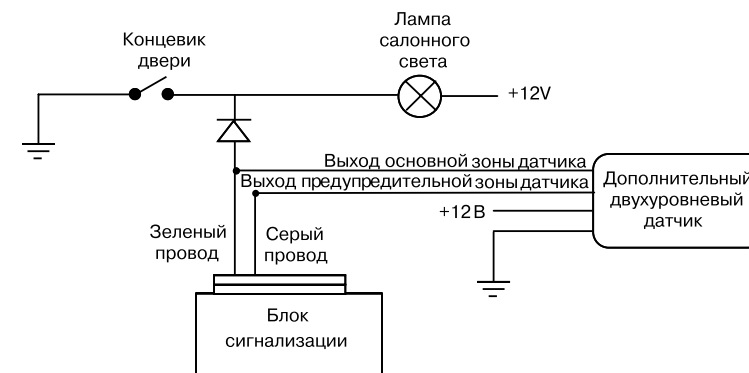 Лампа
салонного
света
Концевик
двери
+12V
Выход основной зоны датчика
Выход предупредительной зоны датчика
Дополнительный
двухуровневый
датчик
+12 В
Зеленый
провод
Серый
провод
Блок
сигнализации